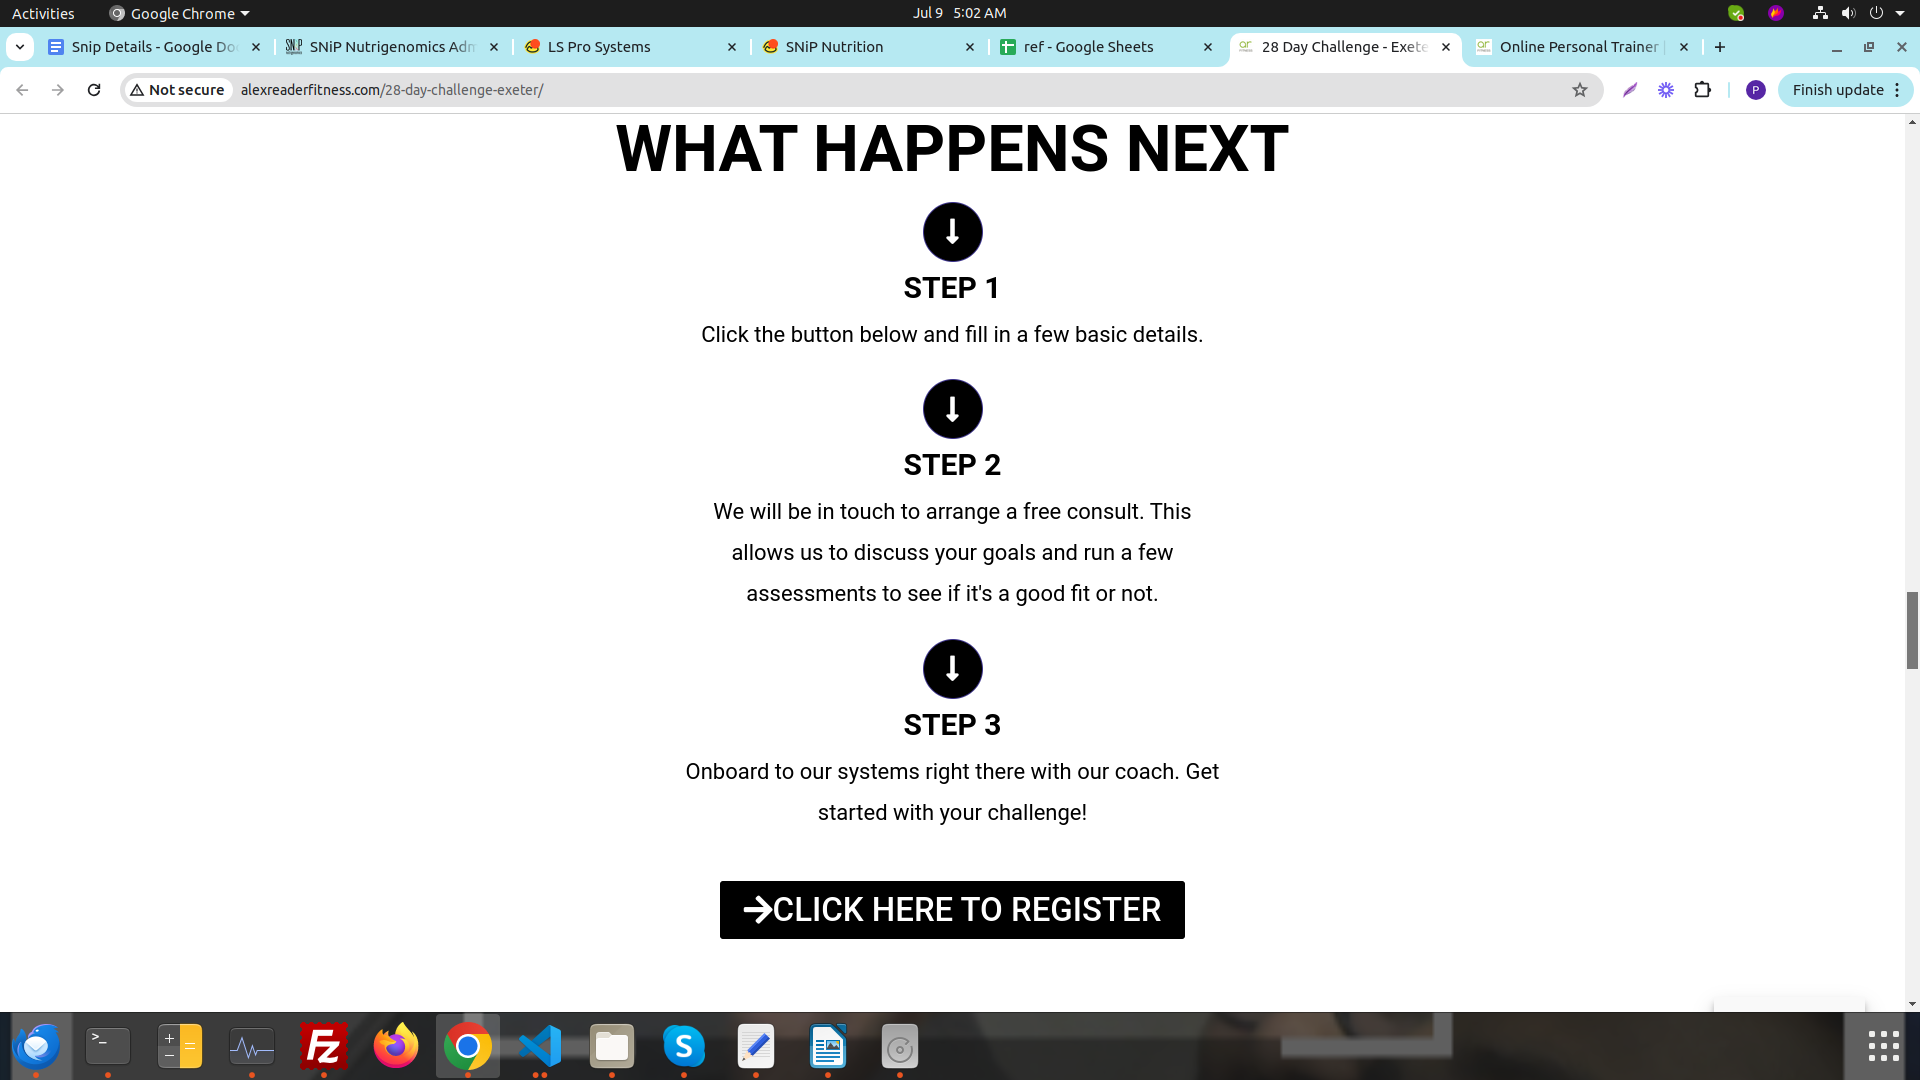 Activities
Google Chrome
Jul 9 5:02 AM
Snip Details - Google Do
SNiP Nutrigenomics Adm
LS Pro Systems
SNiP Nutrition
ref - Google Sheets
28 Day Challenge - Exete
Online Personal Trainer
Not secure
alexreaderfitness.com/28-day-challenge-exeter/
P
Finish update
WHAT HAPPENS NEXT
STEP 1
Click the button below and fill in a few basic details.
STEP 2
We will be in touch to arrange a free consult. This
allows us to discuss your goals and run a few
assessments to see if it's a good fit or not.
STEP 3
Onboard to our systems right there with our coach. Get
started with your challenge!
CLICK HERE TO REGISTER